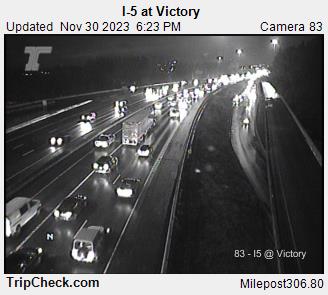 I-5 at Victory
Updated Nov 30 2023 6:23 PM Camera 83
T
N
83 - I5 @ Victory
TripCheck.com Milepost306.80